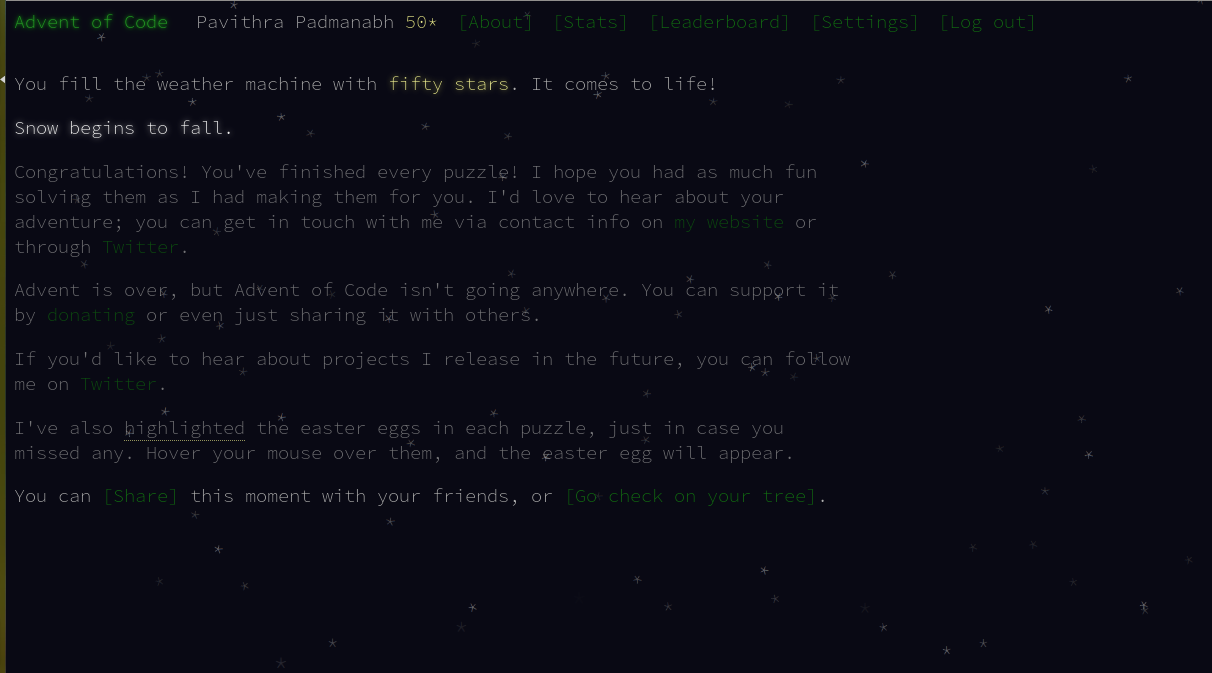 Advent of Code Pavithra Padmanabh 50* [About] [Stats] [Leaderboard] [Settings] [Log out]
You fill the weather machine with fifty stars. It comes to life!
Snow begins to fall.
Congratulations! You've finished every puzzle! I hope you had as much fun
solving them as I had making them for you. I'd love to hear about your
adventure; you can get in touch with me via contact info on my website or
through Twitter.
Advent is over, but Advent of Code isn't going anywhere. You can support it
by donating or even just sharing it with others.
If you'd like to hear about projects I release in the future, you can follow
me on Twitter.
I've also highlighted the easter eggs in each puzzle, just in case you
missed any. Hover your mouse over them, and the easter egg will appear.
You can [Share] this moment with your friends, or [Go check on your tree].